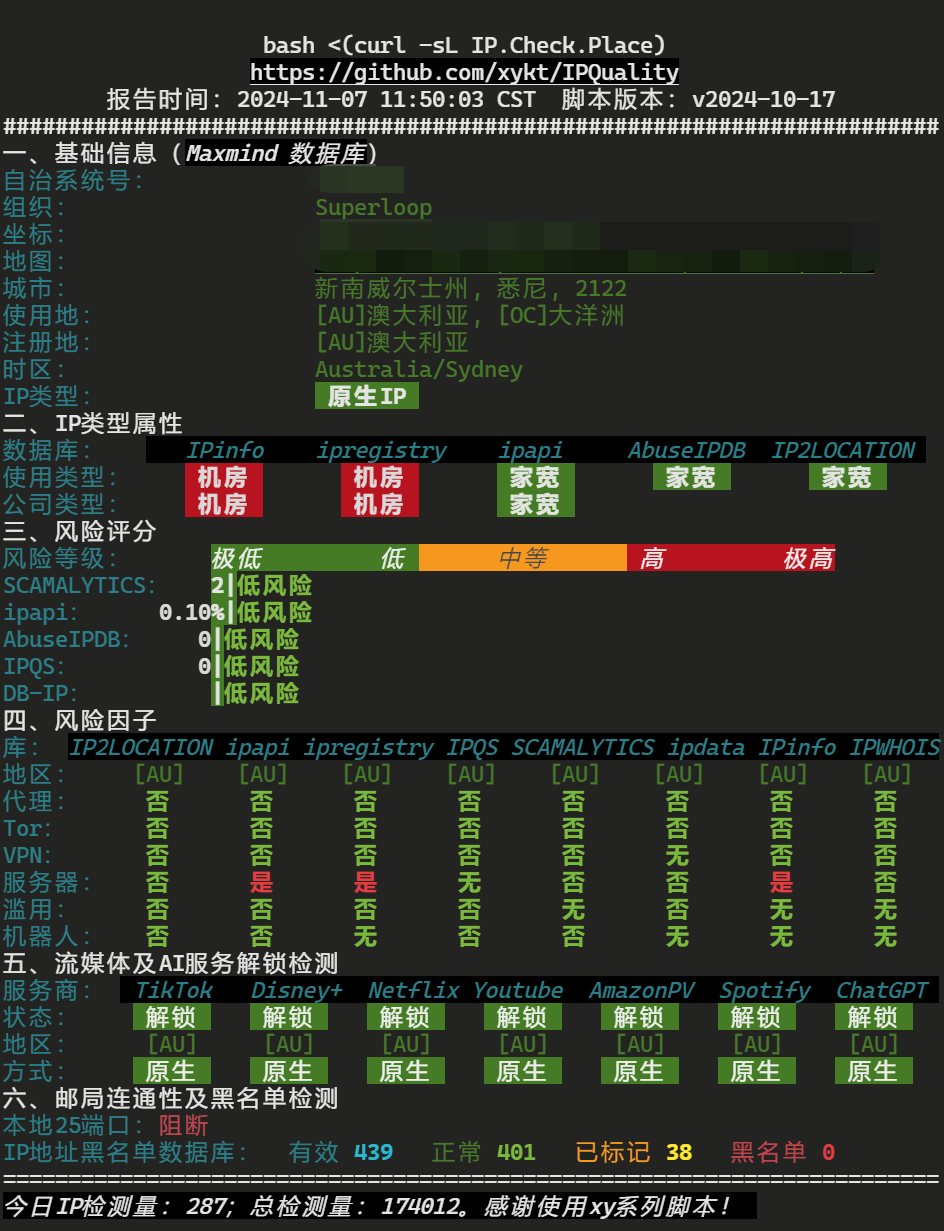 bash <(curl -sL IP.Check.Place)
https://github.com/xykt/IPQuality
报告时间：2024-11-07 11:50:03 CST  脚本版本：v2024-10-17
########################################################################
一、基础信息（Maxmind 数据库）
自治系统号：
组织：  Superloop
坐标：
地图：
城市：  新南威尔士州, 悉尼, 2122
使用地：  [AU]澳大利亚, [OC]大洋洲
注册地：  [AU]澳大利亚
时区：  Australia/Sydney
IP类型：  原生IP
二、IP类型属性
数据库：  IPinfo  ipregistry  ipapi  AbuseIPDB  IP2LOCATION
使用类型：  机房  机房  家宽  家宽  家宽
公司类型：  机房  机房  家宽
三、风险评分
风险等级：  极低  低  中等  高  极高
SCAMALYTICS：  2|低风险
ipapi：  0.10%|低风险
AbuseIPDB：  0|低风险
IPQS：  0|低风险
DB-IP：  |低风险
四、风险因子
库：  IP2LOCATION ipapi ipregistry IPQS SCAMALYTICS ipdata IPinfo IPWHOIS
地区：  [AU]  [AU]  [AU]  [AU]  [AU]  [AU]  [AU]  [AU]
代理：  否  否  否  否  否  否  否  否
Tor：  否  否  否  否  否  否  否  否
VPN：  否  否  否  否  否  无  否  否
服务器：  否  是  是  无  否  否  是  否
滥用：  否  否  否  否  无  否  无  无
机器人：  否  否  无  否  否  无  无  无
五、流媒体及AI服务解锁检测
服务商：  TikTok  Disney+  Netflix  Youtube  AmazonPV  Spotify  ChatGPT
状态：  解锁  解锁  解锁  解锁  解锁  解锁  解锁
地区：  [AU]  [AU]  [AU]  [AU]  [AU]  [AU]  [AU]
方式：  原生  原生  原生  原生  原生  原生  原生
六、邮局连通性及黑名单检测
本地25端口：阻断
IP地址黑名单数据库：  有效 439  正常 401  已标记 38  黑名单 0
========================================================================
今日IP检测量：287；总检测量：174012。感谢使用xy系列脚本！